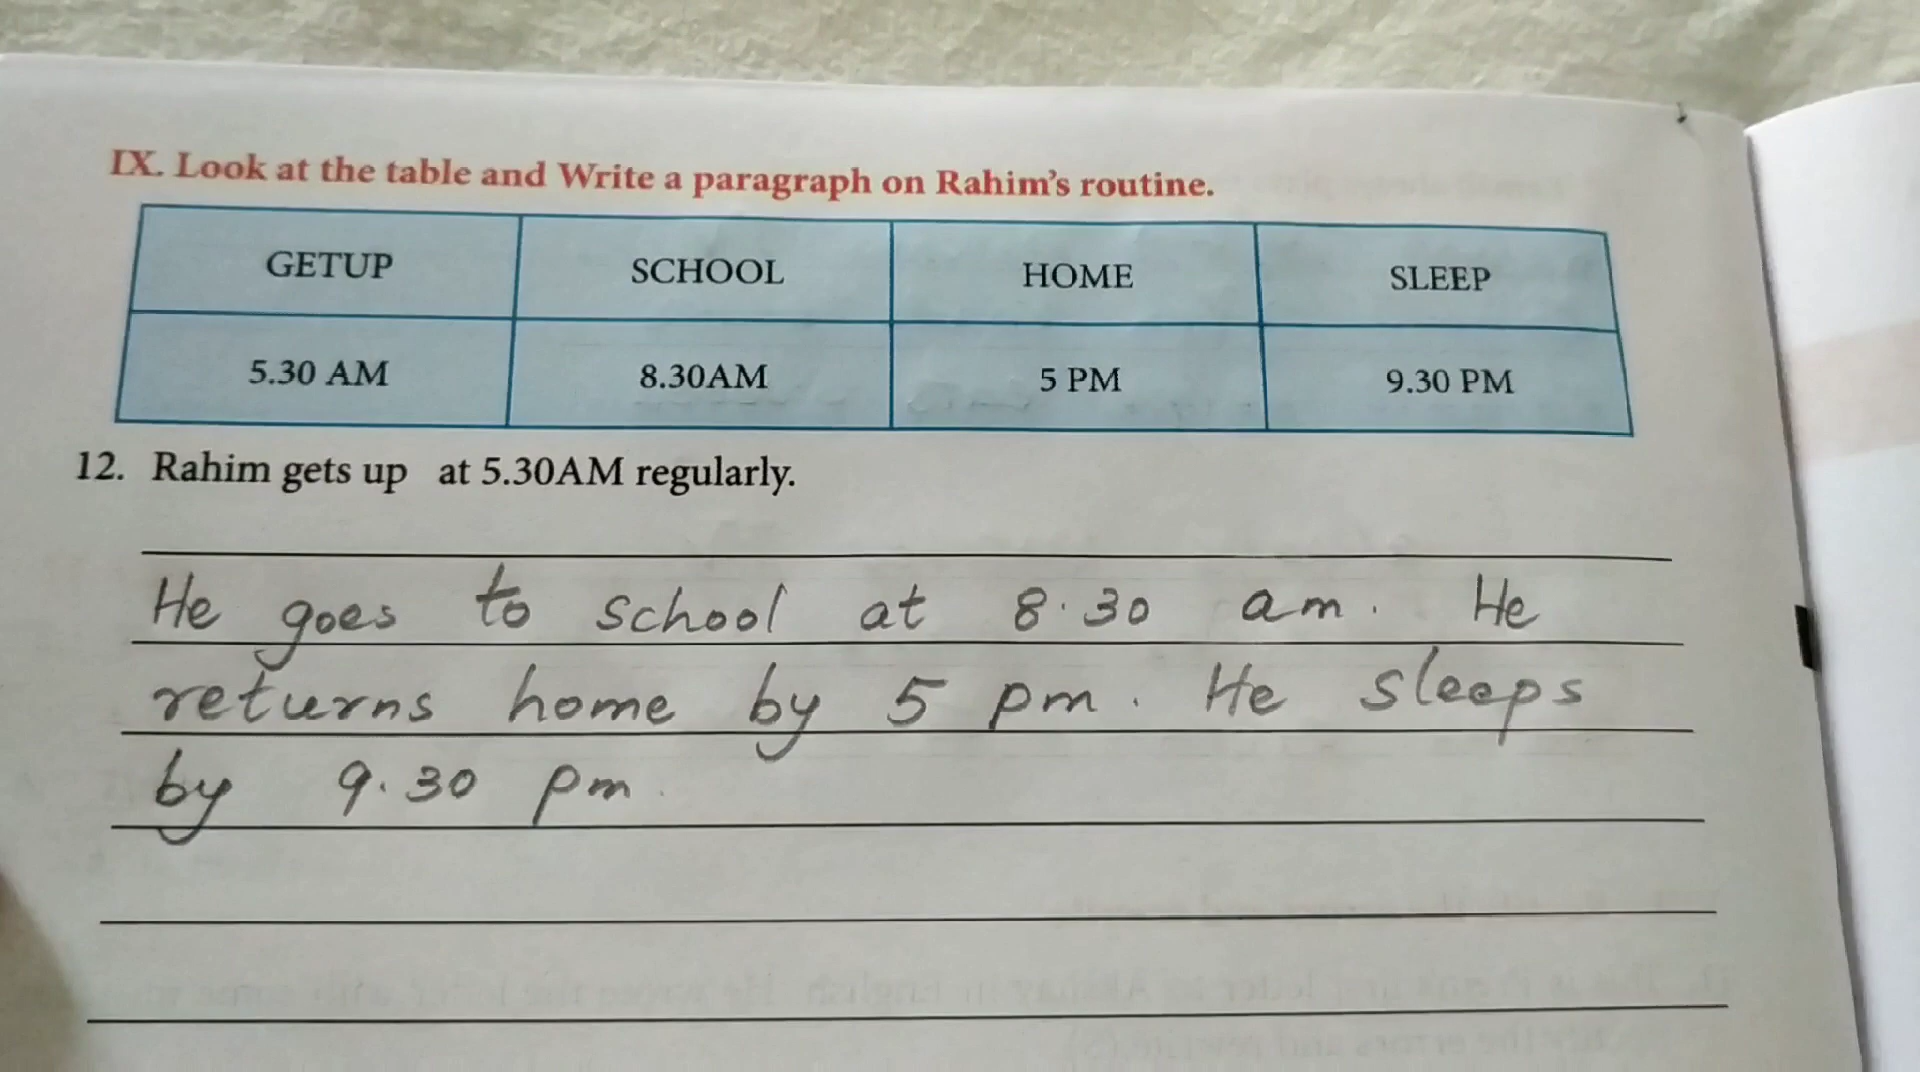 IX. Look at the table and Write a paragraph on Rahim's routine.
GETUP SCHOOL HOME SLEEP
5.30 AM 8.30AM 5 PM 9.30 PM
12. Rahim gets up at 5.30AM regularly.
He goes to school at 8.30 am. He
returns home by 5 pm. He sleeps
by 9.30 pm.